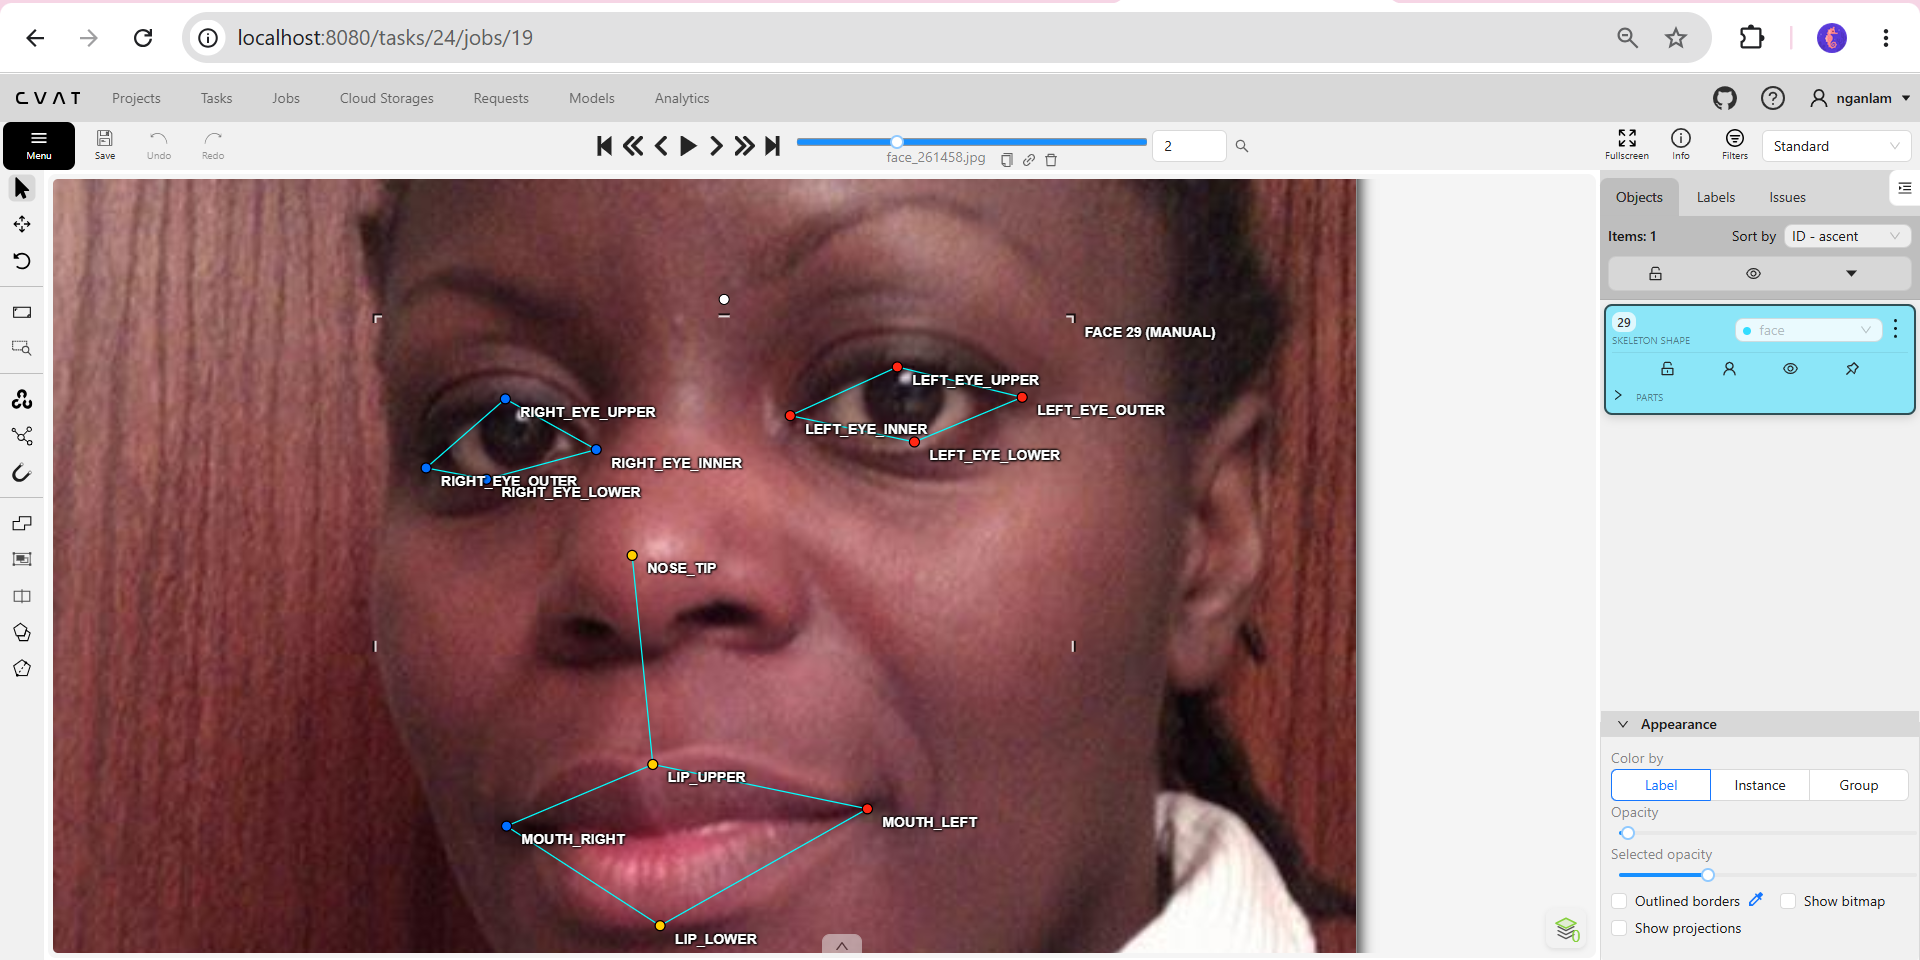 localhost:8080/tasks/24/jobs/19
CVAT Projects Tasks Jobs Cloud Storages Requests Models Analytics nganlam
Menu Save Undo Redo 2 Fullscreen Info Filters Standard
face_261458.jpg
Objects Labels Issues
Items: 1 Sort by ID - ascent
29 face
SKELETON SHAPE
PARTS
FACE 29 (MANUAL)
LEFT_EYE_UPPER
RIGHT_EYE_UPPER
LEFT_EYE_OUTER
LEFT_EYE_INNER
LEFT_EYE_LOWER
RIGHT_EYE_INNER
RIGHT_EYE_OUTER
RIGHT_EYE_LOWER
NOSE_TIP
LIP_UPPER
MOUTH_LEFT
MOUTH_RIGHT
LIP_LOWER
Appearance
Color by
Label Instance Group
Opacity
Selected opacity
Outlined borders Show bitmap
Show projections
0